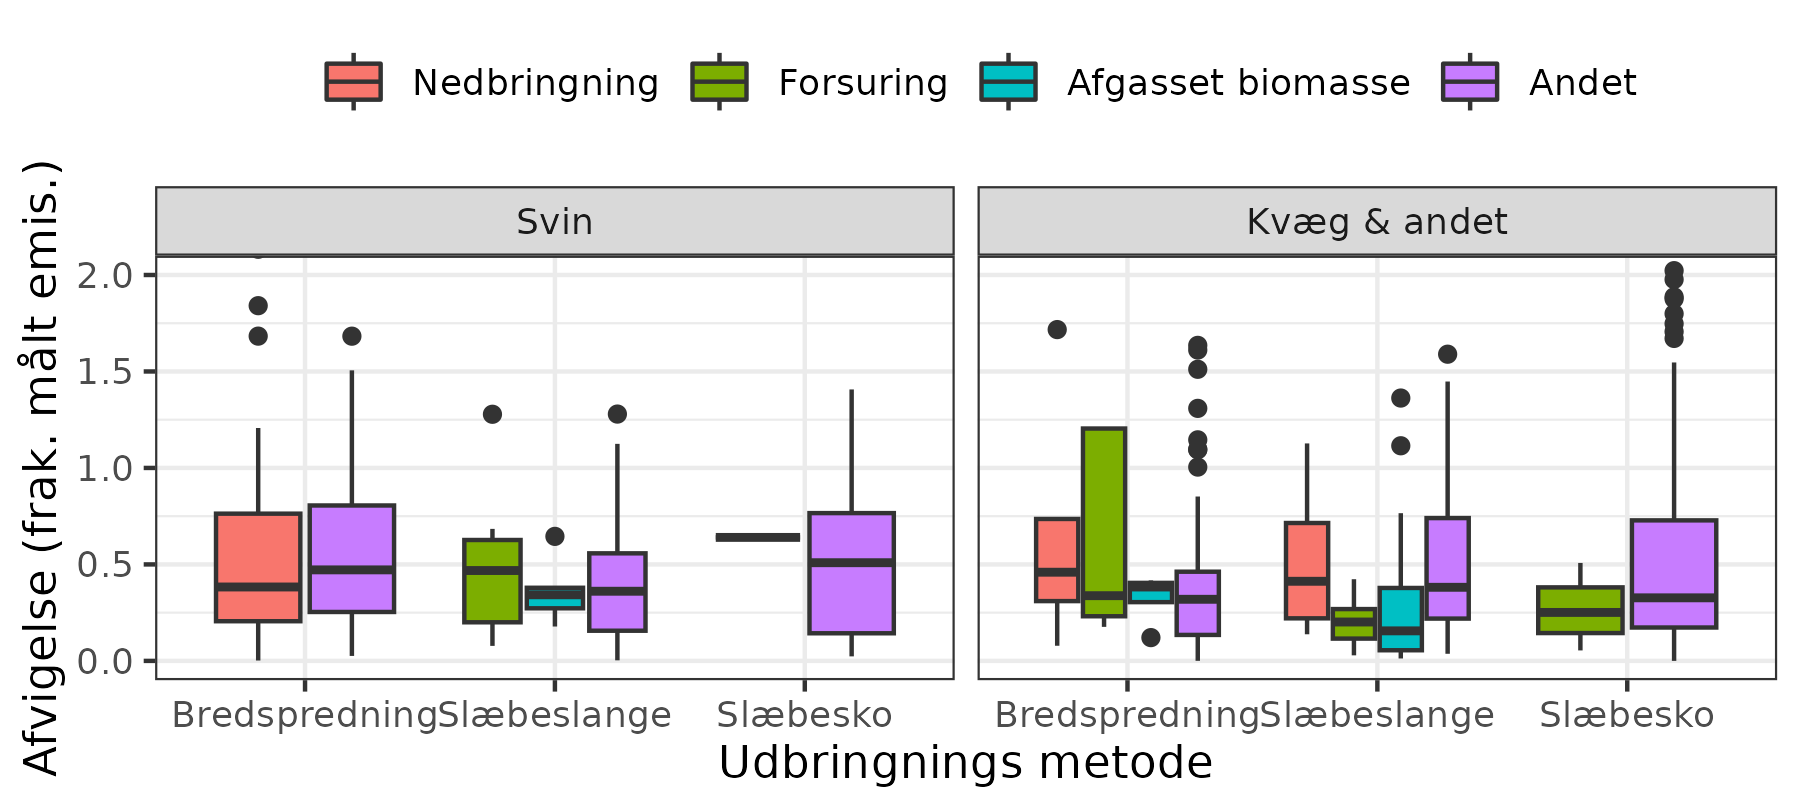 Nedbringning Forsuring Afgasset biomasse Andet
Svin Kvæg & andet
Afvigelse (frak. målt emis.)
2.0
1.5
1.0
0.5
0.0
Bredspredning Slæbeslange Slæbesko Bredspredning Slæbeslange Slæbesko
Udbringnings metode